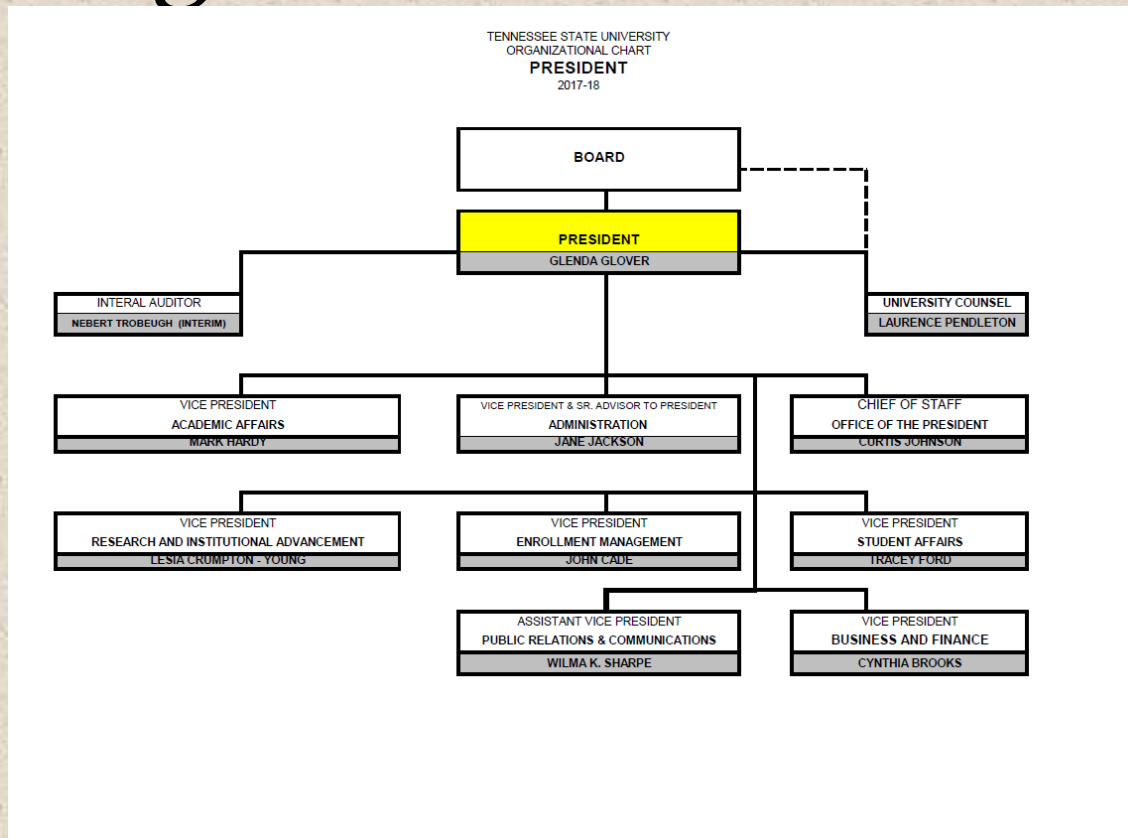 TENNESSEE STATE UNIVERSITY
ORGANIZATIONAL CHART
PRESIDENT
2017-18
BOARD
PRESIDENT
GLENDA GLOVER
INTERAL AUDITOR
NEBERT TROBEUGH (INTERIM)
UNIVERSITY COUNSEL
LAURENCE PENDLETON
VICE PRESIDENT
ACADEMIC AFFAIRS
MARK HARDY
VICE PRESIDENT & SR. ADVISOR TO PRESIDENT
ADMINISTRATION
JANE JACKSON
CHIEF OF STAFF
OFFICE OF THE PRESIDENT
CURTIS JOHNSON
VICE PRESIDENT
RESEARCH AND INSTITUTIONAL ADVANCEMENT
LESIA CRUMPTON - YOUNG
VICE PRESIDENT
ENROLLMENT MANAGEMENT
JOHN CADE
VICE PRESIDENT
STUDENT AFFAIRS
TRACEY FORD
ASSISTANT VICE PRESIDENT
PUBLIC RELATIONS & COMMUNICATIONS
WILMA K. SHARPE
VICE PRESIDENT
BUSINESS AND FINANCE
CYNTHIA BROOKS